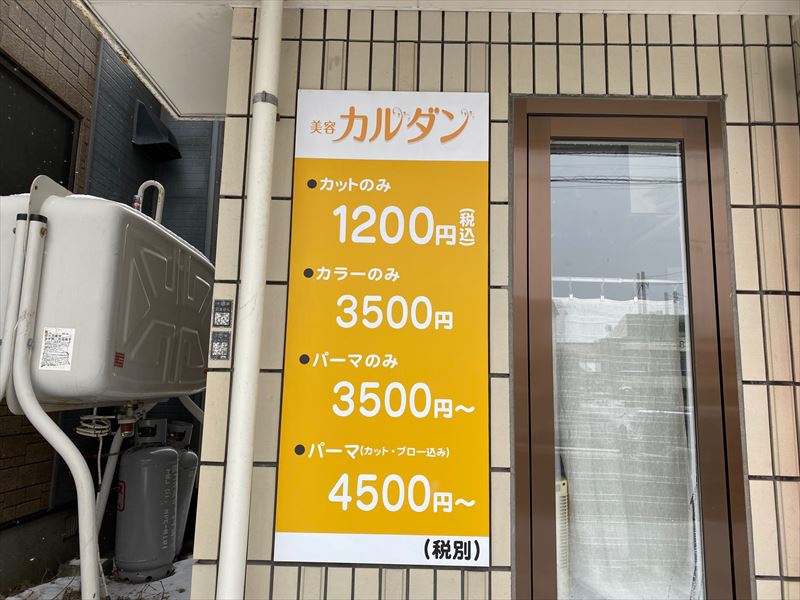 美容 カルダン
●カットのみ
1200円(税込)
●カラーのみ
3500円
●パーマのみ
3500円～
●パーマ(カット・ブロー込み)
4500円～
(税別)